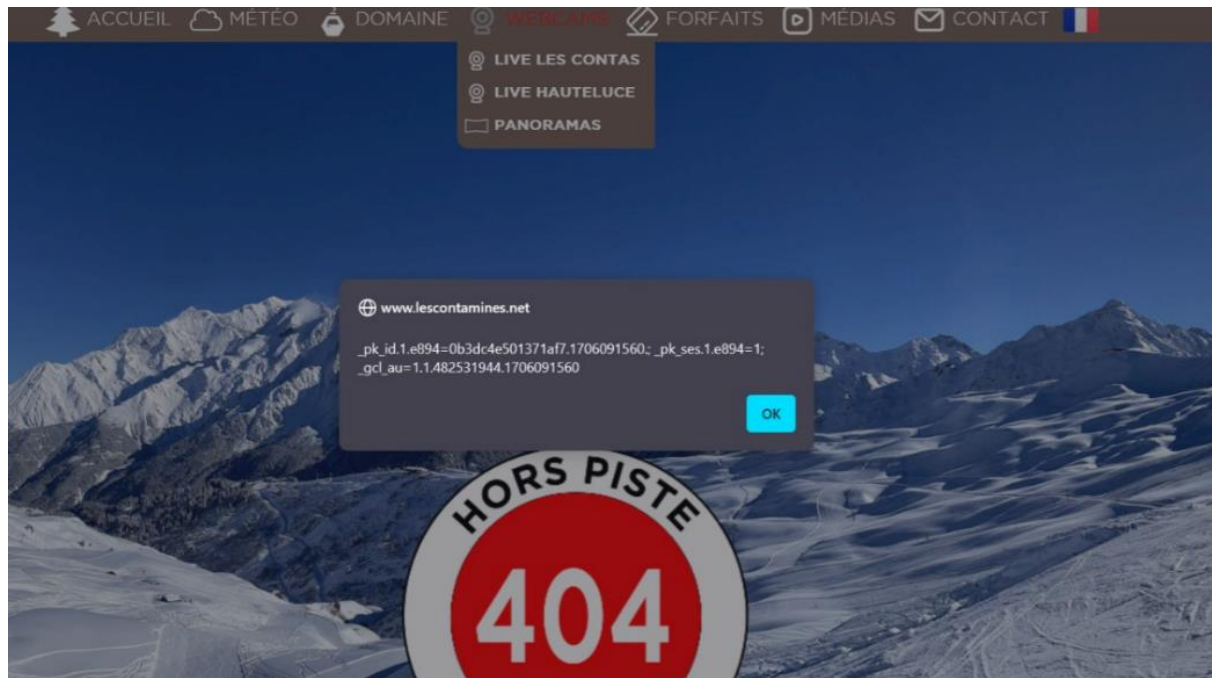 ACCUEIL MÉTÉO DOMAINE WEBCAMS FORFAITS MÉDIAS CONTACT
LIVE LES CONTAS
LIVE HAUTELUCE
PANORAMAS
www.lescontamines.net
_pk_id.1.e894=0b3dc4e501371af7.1706091560.; _pk_ses.1.e894=1;
_gcl_au=1.1.482531944.1706091560
OK
HORS PISTE
404